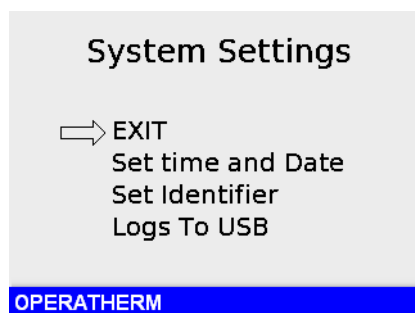 System Settings
EXIT
Set time and Date
Set Identifier
Logs To USB
OPERATHERM